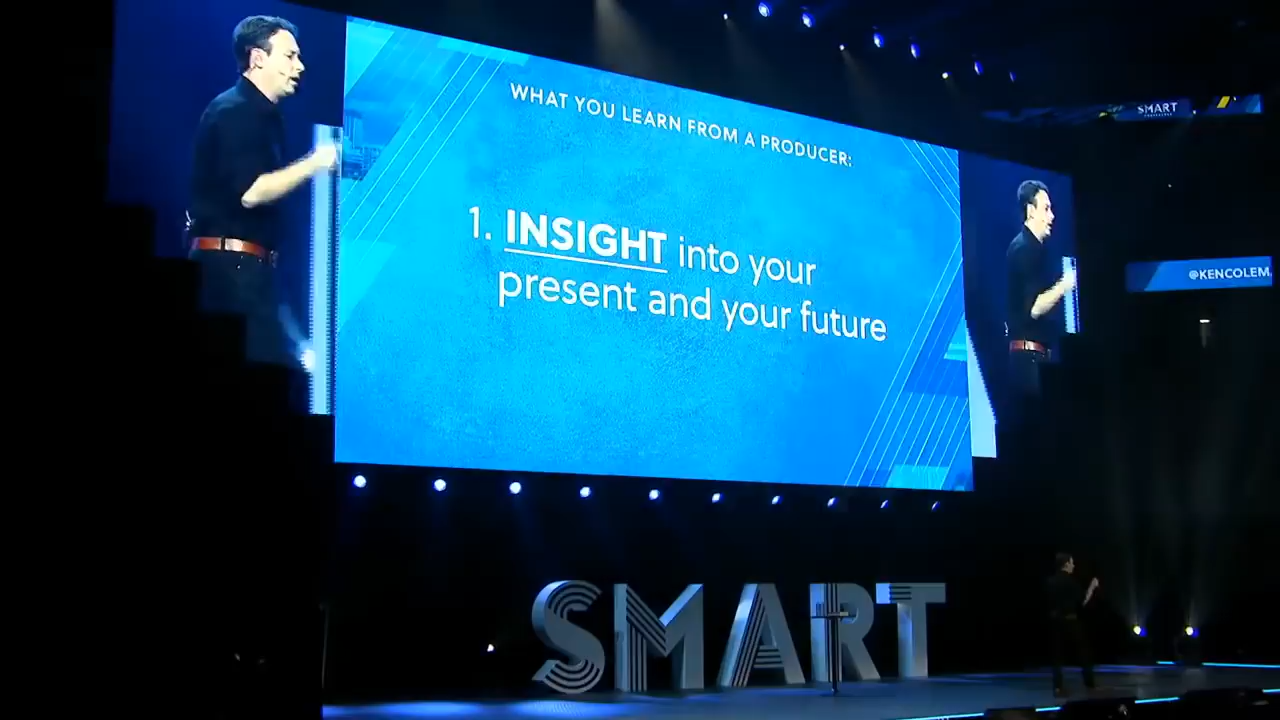 WHAT YOU LEARN FROM A PRODUCER:
1. INSIGHT into your
present and your future
SMART
@KENCOLEM
SMART